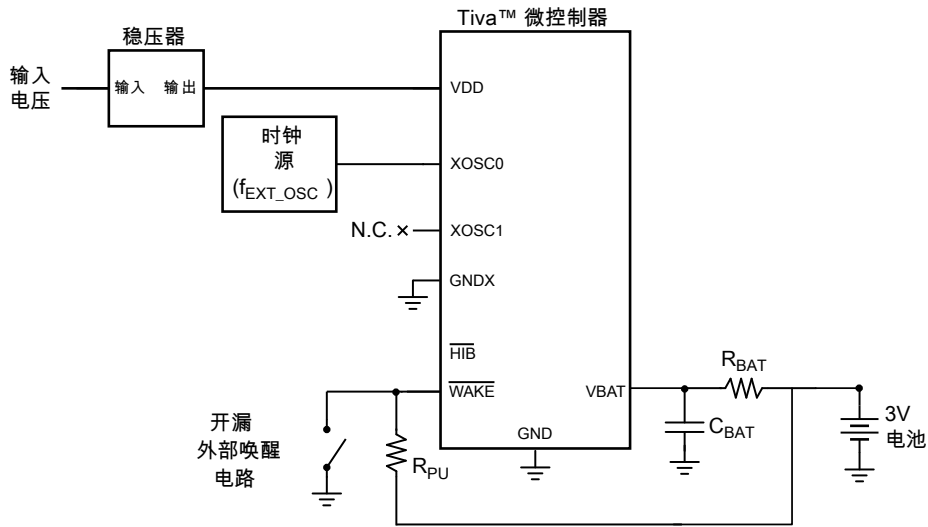 Tiva™ 微控制器
稳压器
输入
电压
输入 输出
VDD
时钟
源
(fEXT_OSC )
XOSC0
N.C.
XOSC1
GNDX
HIB
WAKE
VBAT
RBAT
CBAT
3V
电池
GND
开漏
外部唤醒
电路
RPU